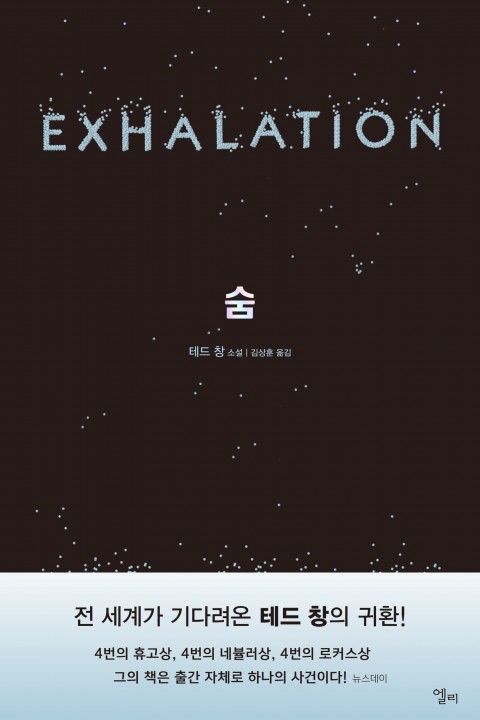 EXHALATION
숨
테드 창 소설 | 김상훈 옮김
전 세계가 기다려온 테드 창의 귀환!
4번의 휴고상, 4번의 네뷸러상, 4번의 로커스상
그의 책은 출간 자체로 하나의 사건이다! 뉴스데이
엘리